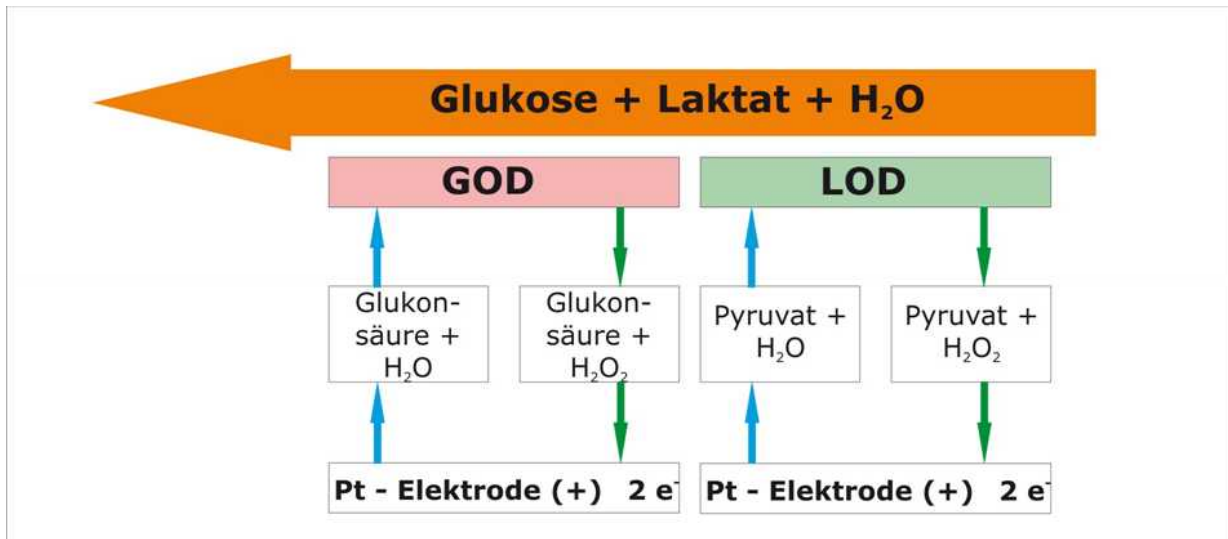 Glukose + Laktat + H₂O
GOD
LOD
Glukon-
säure +
H₂O
Glukon-
säure +
H₂O₂
Pyruvat +
H₂O
Pyruvat +
H₂O₂
Pt - Elektrode (+) 2 e⁻
Pt - Elektrode (+) 2 e⁻